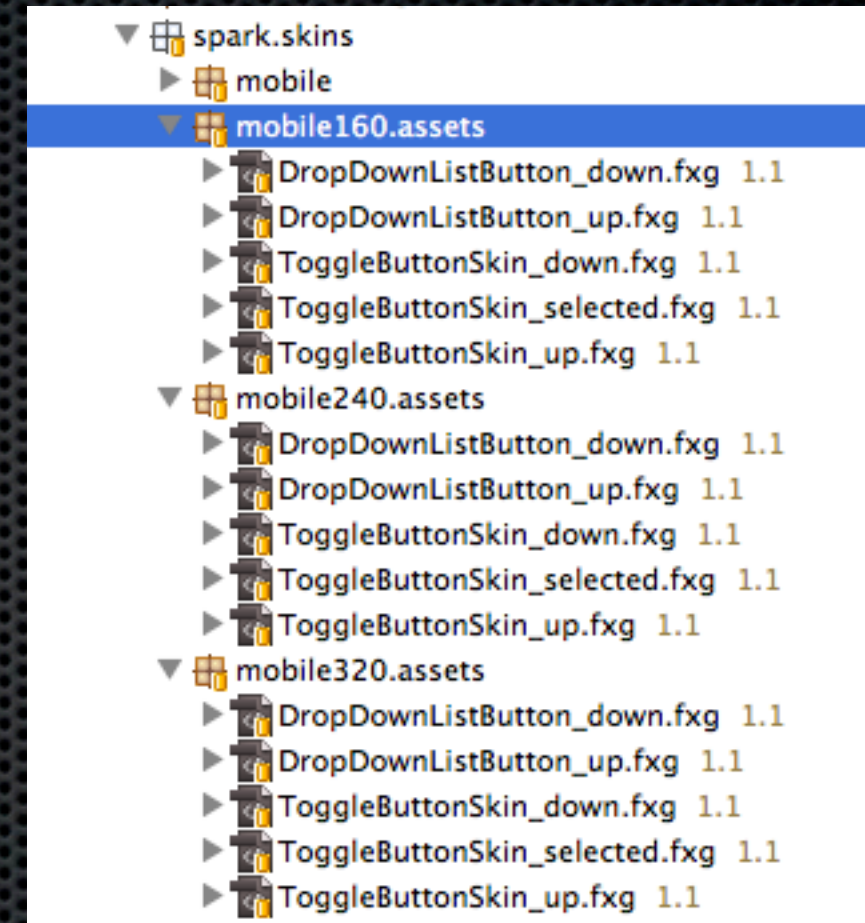 spark.skins
mobile
mobile160.assets
DropDownListButton_down.fxg 1.1
DropDownListButton_up.fxg 1.1
ToggleButtonSkin_down.fxg 1.1
ToggleButtonSkin_selected.fxg 1.1
ToggleButtonSkin_up.fxg 1.1
mobile240.assets
DropDownListButton_down.fxg 1.1
DropDownListButton_up.fxg 1.1
ToggleButtonSkin_down.fxg 1.1
ToggleButtonSkin_selected.fxg 1.1
ToggleButtonSkin_up.fxg 1.1
mobile320.assets
DropDownListButton_down.fxg 1.1
DropDownListButton_up.fxg 1.1
ToggleButtonSkin_down.fxg 1.1
ToggleButtonSkin_selected.fxg 1.1
ToggleButtonSkin_up.fxg 1.1